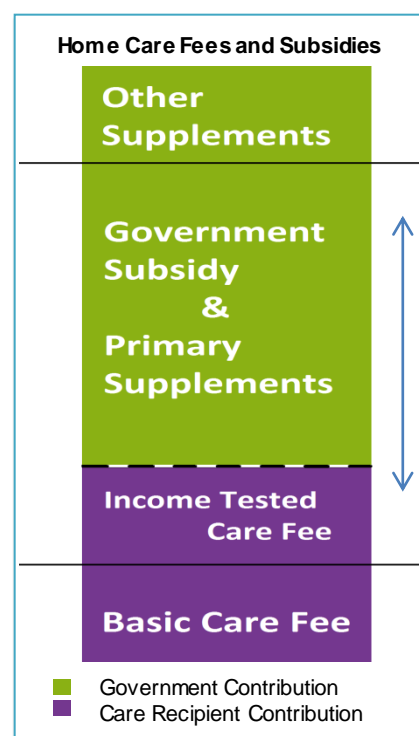 Home Care Fees and Subsidies
Other
Supplements
Government
Subsidy
&
Primary
Supplements
Income Tested
Care Fee
Basic Care Fee
Government Contribution
Care Recipient Contribution